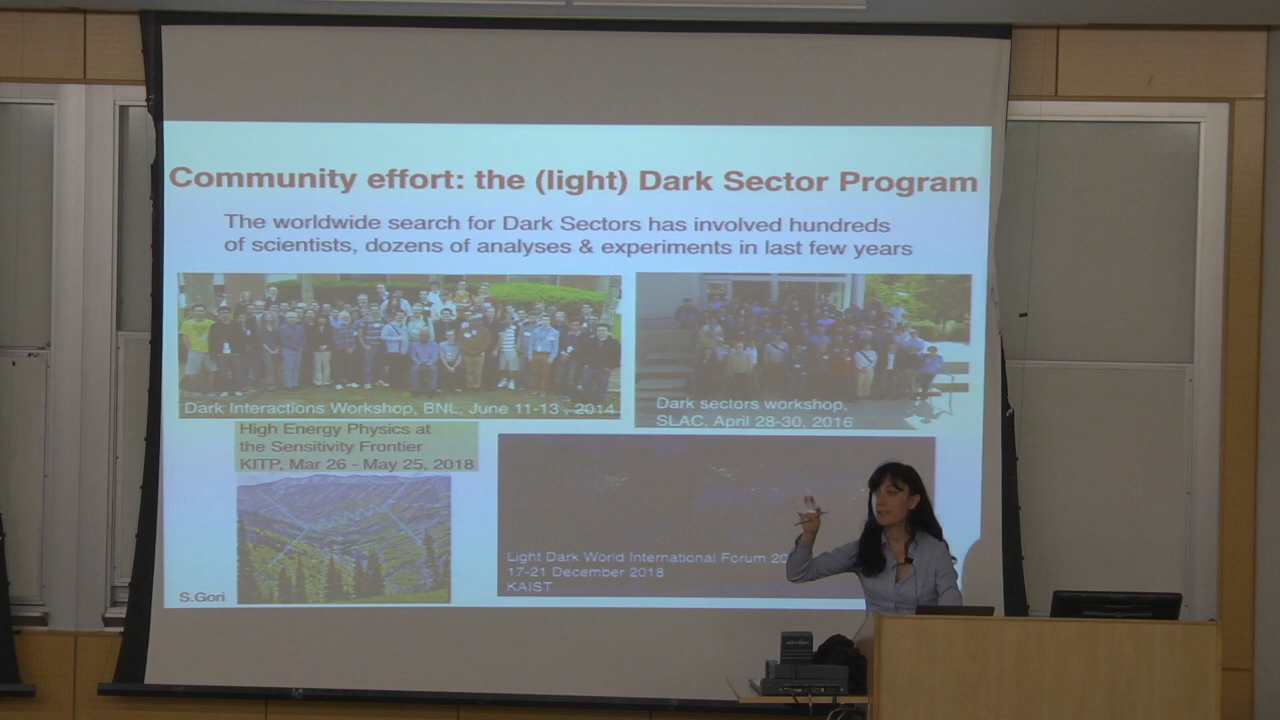 Community effort: the (light) Dark Sector Program
The worldwide search for Dark Sectors has involved hundreds
of scientists, dozens of analyses & experiments in last few years
Dark Interactions Workshop, BNL, June 11-13, 2014
Dark sectors workshop,
SLAC, April 28-30, 2016
High Energy Physics at
the Sensitivity Frontier
KITP, Mar 26 - May 25, 2018
Light Dark World International Forum
17-21 December 2018
KAIST
S.Gori